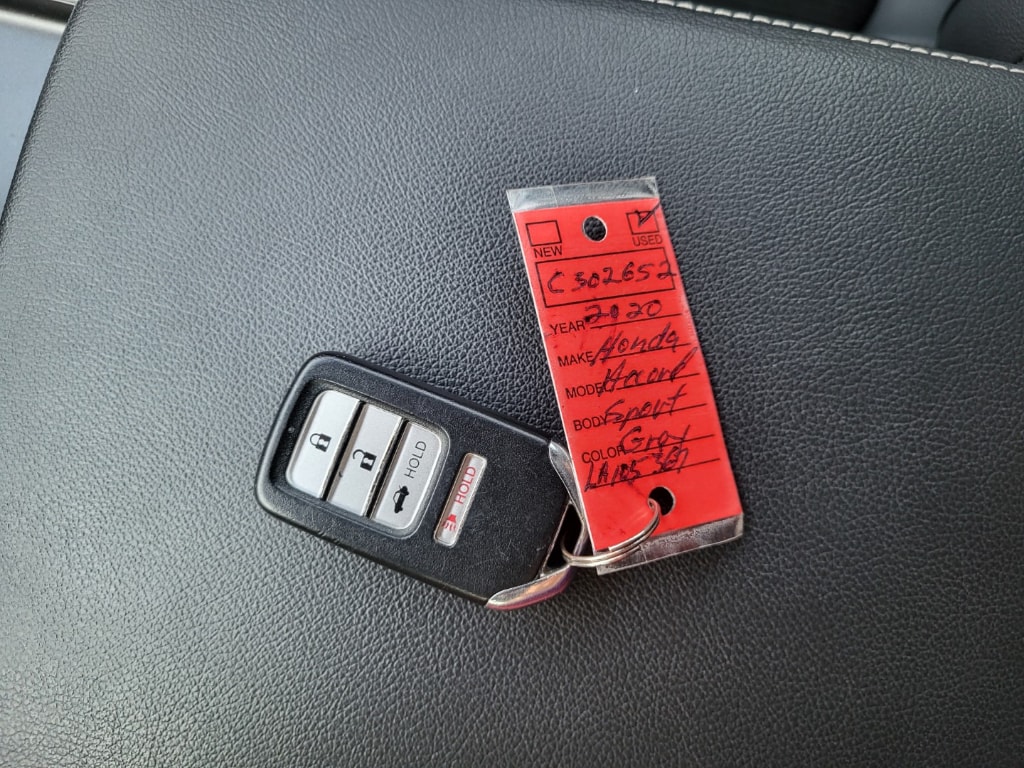 NEW USED
C302652
YEAR 2020
MAKE Honda
MODEL Accord
BODY Sport
COLOR Gray
HOLD
HOLD